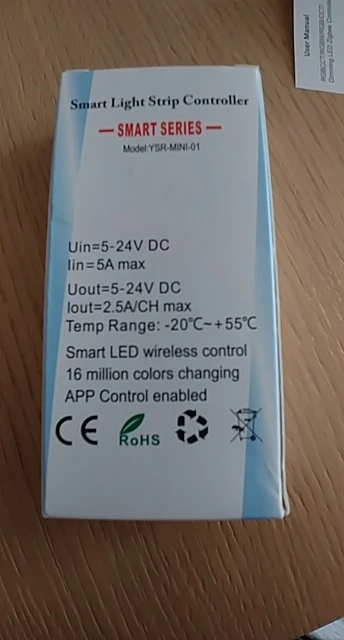 Smart Light Strip Controller
— SMART SERIES —
Model:YSR-MINI-01
Uin=5-24V DC
Iin=5A max
Uout=5-24V DC
Iout=2.5A/CH max
Temp Range: -20℃~+55℃
Smart LED wireless control
16 million colors changing
APP Control enabled
CE
RoHS
User Manual